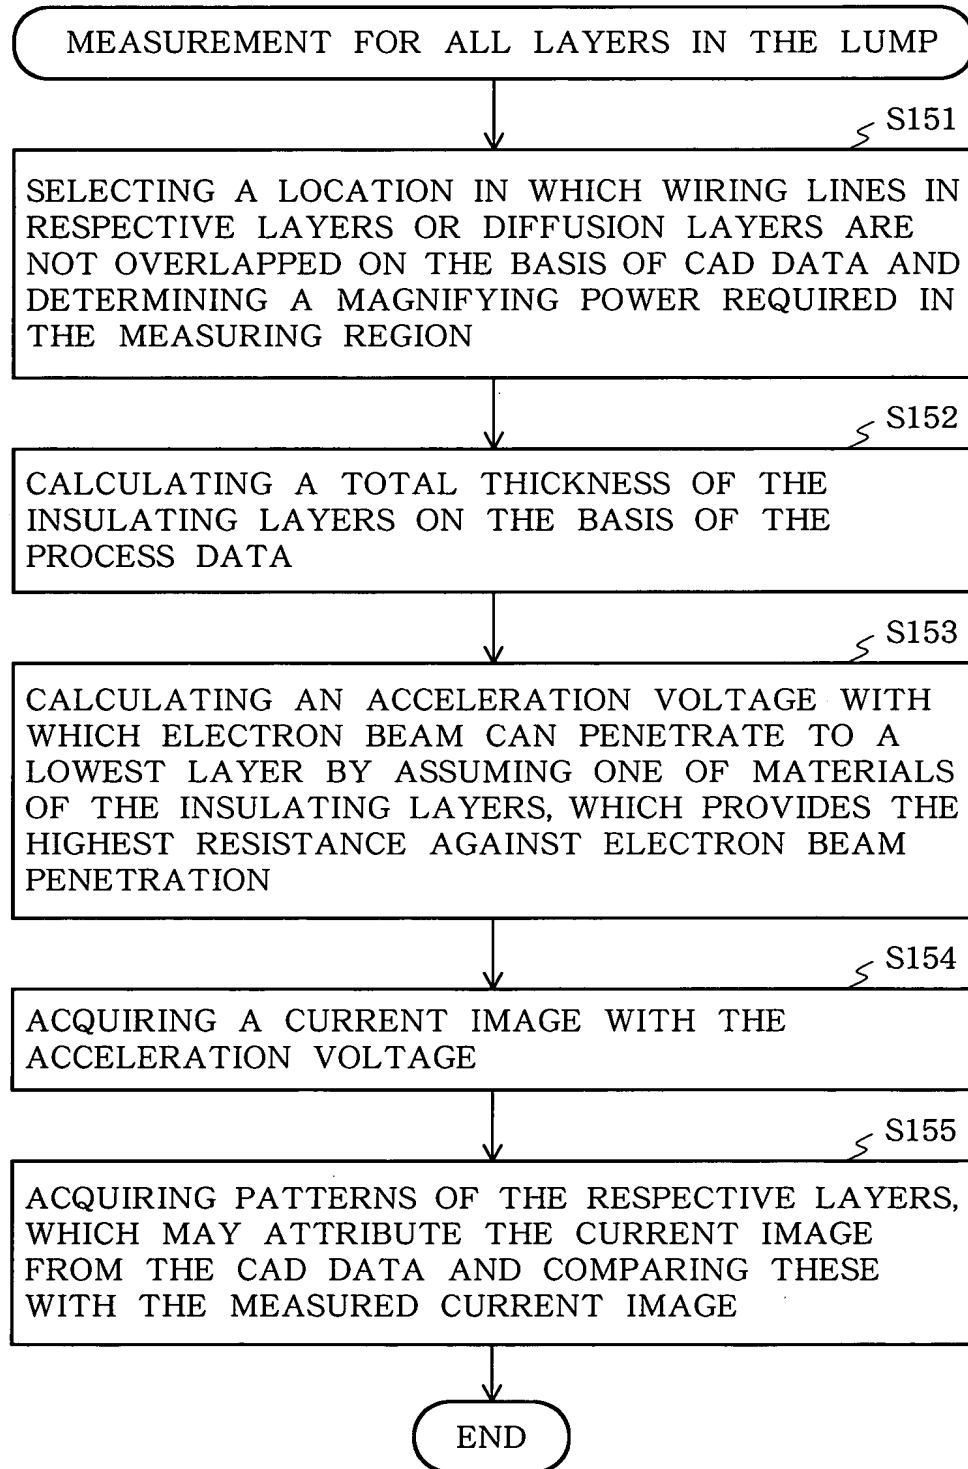 MEASUREMENT FOR ALL LAYERS IN THE LUMP
S151
SELECTING A LOCATION IN WHICH WIRING LINES IN
RESPECTIVE LAYERS OR DIFFUSION LAYERS ARE
NOT OVERLAPPED ON THE BASIS OF CAD DATA AND
DETERMINING A MAGNIFYING POWER REQUIRED IN
THE MEASURING REGION
S152
CALCULATING A TOTAL THICKNESS OF THE
INSULATING LAYERS ON THE BASIS OF THE
PROCESS DATA
S153
CALCULATING AN ACCELERATION VOLTAGE WITH
WHICH ELECTRON BEAM CAN PENETRATE TO A
LOWEST LAYER BY ASSUMING ONE OF MATERIALS
OF THE INSULATING LAYERS, WHICH PROVIDES THE
HIGHEST RESISTANCE AGAINST ELECTRON BEAM
PENETRATION
S154
ACQUIRING A CURRENT IMAGE WITH THE
ACCELERATION VOLTAGE
S155
ACQUIRING PATTERNS OF THE RESPECTIVE LAYERS,
WHICH MAY ATTRIBUTE THE CURRENT IMAGE
FROM THE CAD DATA AND COMPARING THESE
WITH THE MEASURED CURRENT IMAGE
END